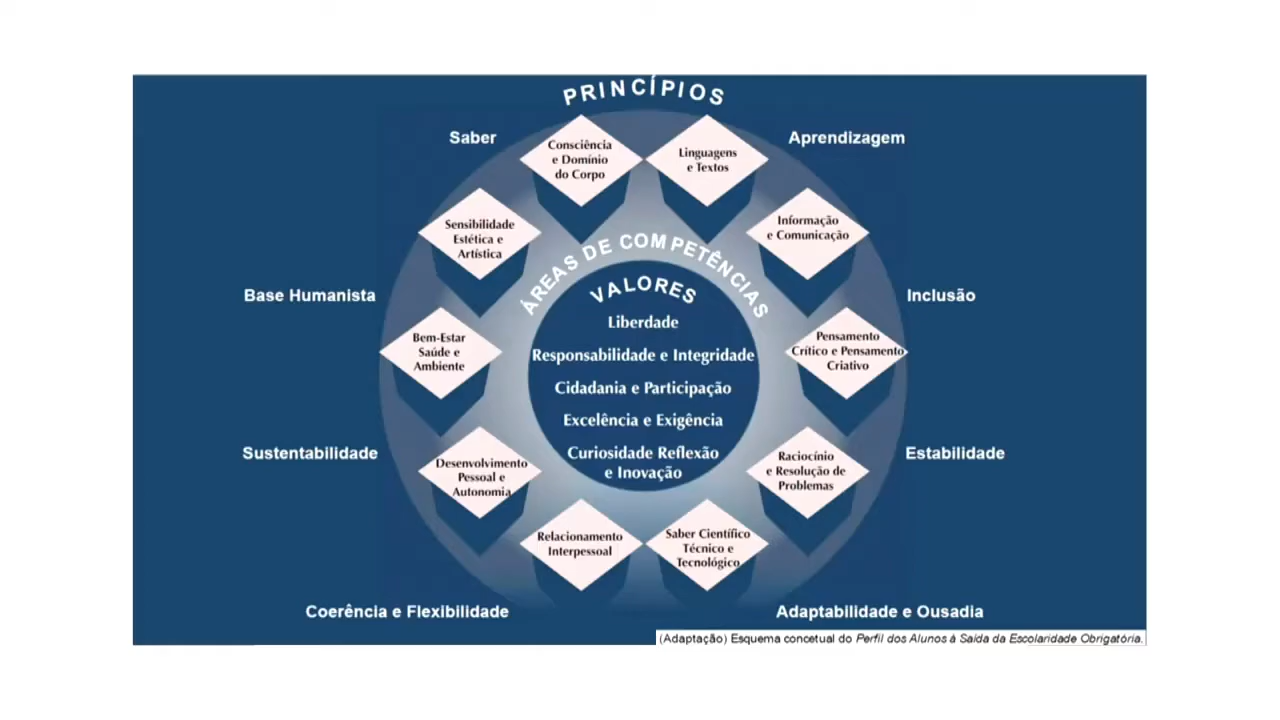 PRINCÍPIOS
Saber
Aprendizagem
Base Humanista
Inclusão
Sustentabilidade
Estabilidade
Coerência e Flexibilidade
Adaptabilidade e Ousadia
Consciência
e Domínio
do Corpo
Linguagens
e Textos
Sensibilidade
Estética e
Artística
Informação
e Comunicação
Bem-Estar
Saúde e
Ambiente
Pensamento
Crítico e Pensamento
Criativo
Desenvolvimento
Pessoal e
Autonomia
Raciocínio
e Resolução de
Problemas
Relacionamento
Interpessoal
Saber Científico
Técnico e
Tecnológico
ÁREAS DE COMPETÊNCIAS
VALORES
Liberdade
Responsabilidade e Integridade
Cidadania e Participação
Excelência e Exigência
Curiosidade Reflexão
e Inovação
(Adaptação) Esquema concetual do Perfil dos Alunos à Saída da Escolaridade Obrigatória.